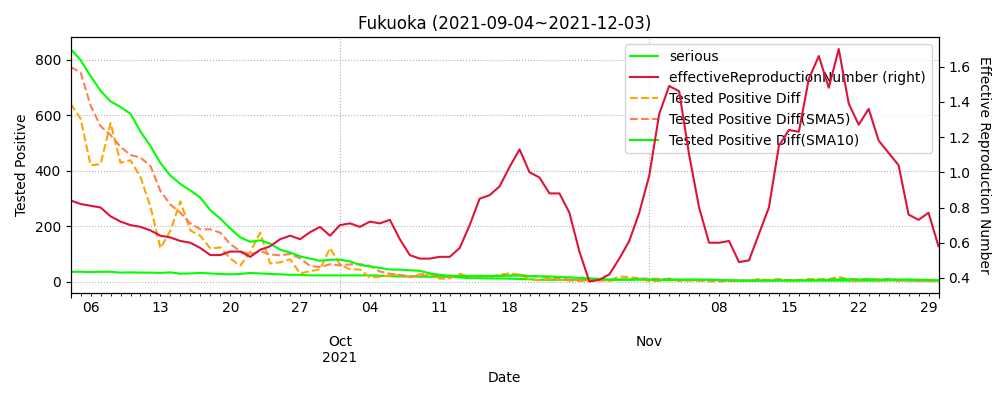 Fukuoka (2021-09-04~2021-12-03)
serious
effectiveReproductionNumber (right)
Tested Positive Diff
Tested Positive Diff(SMA5)
Tested Positive Diff(SMA10)
Tested Positive
800
600
400
200
0
Effective Reproduction Number
1.6
1.4
1.2
1.0
0.8
0.6
0.4
06 13 20 27 04 11 18 25 08 15 22 29
Oct Nov
2021
Date